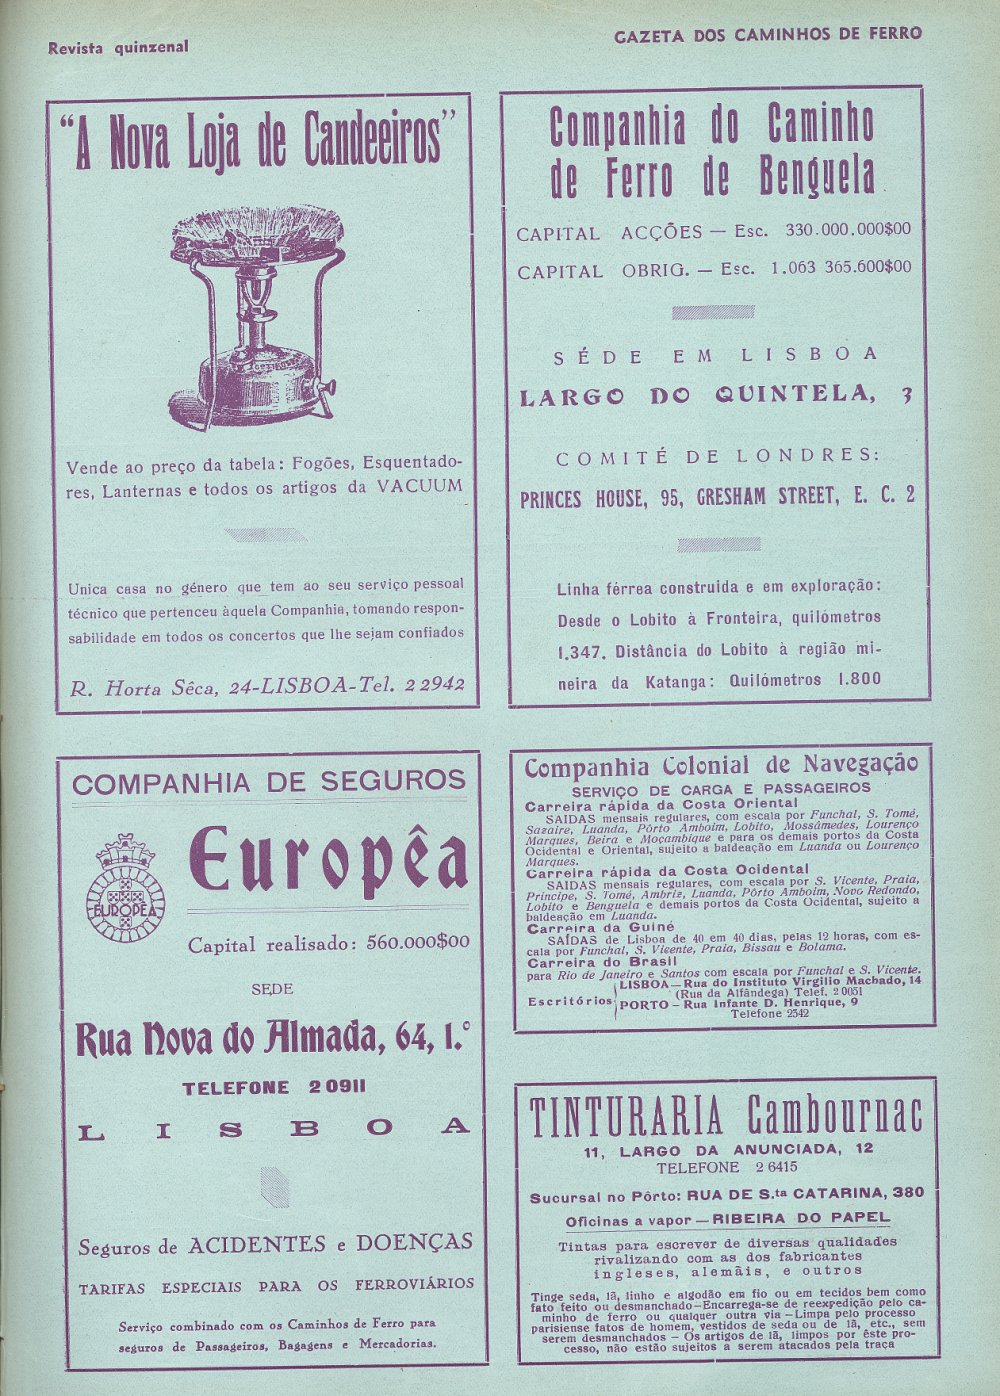 Revista quinzenal
GAZETA DOS CAMINHOS DE FERRO
“A Nova Loja de Candeeiros”
Vende ao preço da tabela: Fogões, Esquentado-
res, Lanternas e todos os artigos da VACUUM
Unica casa no género que tem ao seu serviço pessoal
técnico que pertenceu àquela Companhia, tomando respon-
sabilidade em todos os concertos que lhe sejam confiados
R. Horta Sêca, 24-LISBOA-Tel. 2 2942
Companhia do Caminho
de Ferro de Benguela
CAPITAL ACÇÕES — Esc. 330.000.000$00
CAPITAL OBRIG. — Esc. 1.063 365.600$00
SÉDE EM LISBOA
LARGO DO QUINTELA, 3
COMITÉ DE LONDRES:
PRINCES HOUSE, 95, GRESHAM STREET, E. C. 2
Linha férrea construida e em exploração:
Desde o Lobito à Fronteira, quilómetros
1.347. Distância do Lobito à região mi-
neira da Katanga: Quilómetros 1.800
COMPANHIA DE SEGUROS
Europêa
EUROPÊA
Capital realisado: 560.000$00
SEDE
Rua Nova do Almada, 64, 1.º
TELEFONE 2 0911
LISBOA
Seguros de ACIDENTES e DOENÇAS
TARIFAS ESPECIAIS PARA OS FERROVIÁRIOS
Serviço combinado com os Caminhos de Ferro para
seguros de Passageiros, Bagagens e Mercadorias.
Companhia Colonial de Navegação
SERVIÇO DE CARGA E PASSAGEIROS
Carreira rápida da Costa Oriental
SAIDAS mensais regulares, com escala por Funchal, S. Tomé,
Sazaire, Luanda, Pôrto Amboim, Lobito, Mossâmedes, Lourenço
Marques, Beira e Moçambique e para os demais portos da Costa
Ocidental e Oriental, sujeito a baldeação em Luanda ou Lourenço
Marques.
Carreira rápida da Costa Ocidental
SAIDAS mensais regulares, com escala por S. Vicente, Praia,
Principe, S. Tomé, Ambriz, Luanda, Pôrto Amboim, Novo Redondo,
Lobito e Benguela e demais portos da Costa Ocidental, sujeito a
baldeação em Luanda.
Carreira da Guiné
SAÍDAS de Lisboa de 40 em 40 dias, pelas 12 horas, com es-
cala por Funchal, S. Vicente, Praia, Bissau e Bolama.
Carreira do Brasil
para Rio de Janeiro e Santos com escala por Funchal e S. Vicente.
Escritórios LISBOA—Rua do Instituto Virgilio Machado, 14
(Rua da Alfândega) Telef. 2 0051
PORTO—Rua Infante D. Henrique, 9
Telefone 2342
TINTURARIA Cambournac
11, LARGO DA ANUNCIADA, 12
TELEFONE 2 6415
Sucursal no Pôrto: RUA DE S.ta CATARINA, 380
Oficinas a vapor — RIBEIRA DO PAPEL
Tintas para escrever de diversas qualidades
rivalizando com as dos fabricantes
ingleses, alemãis, e outros
Tinge seda, lã, linho e algodão em fio ou em tecidos bem como
fato feito ou desmanchado—Encarrega-se de reexpedição pelo ca-
minho de ferro ou qualquer outra via—Limpa pelo processo
parisiense fatos de homem, vestidos de seda ou de lã, etc., sem
serem desmanchados — Os artigos de lã, limpos por êste pro-
cesso, não estão sujeitos a serem atacados pela traça